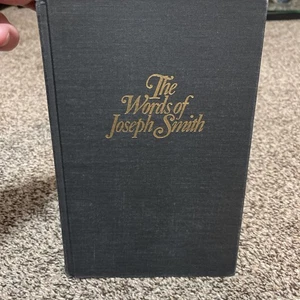 The
Words of
Joseph Smith